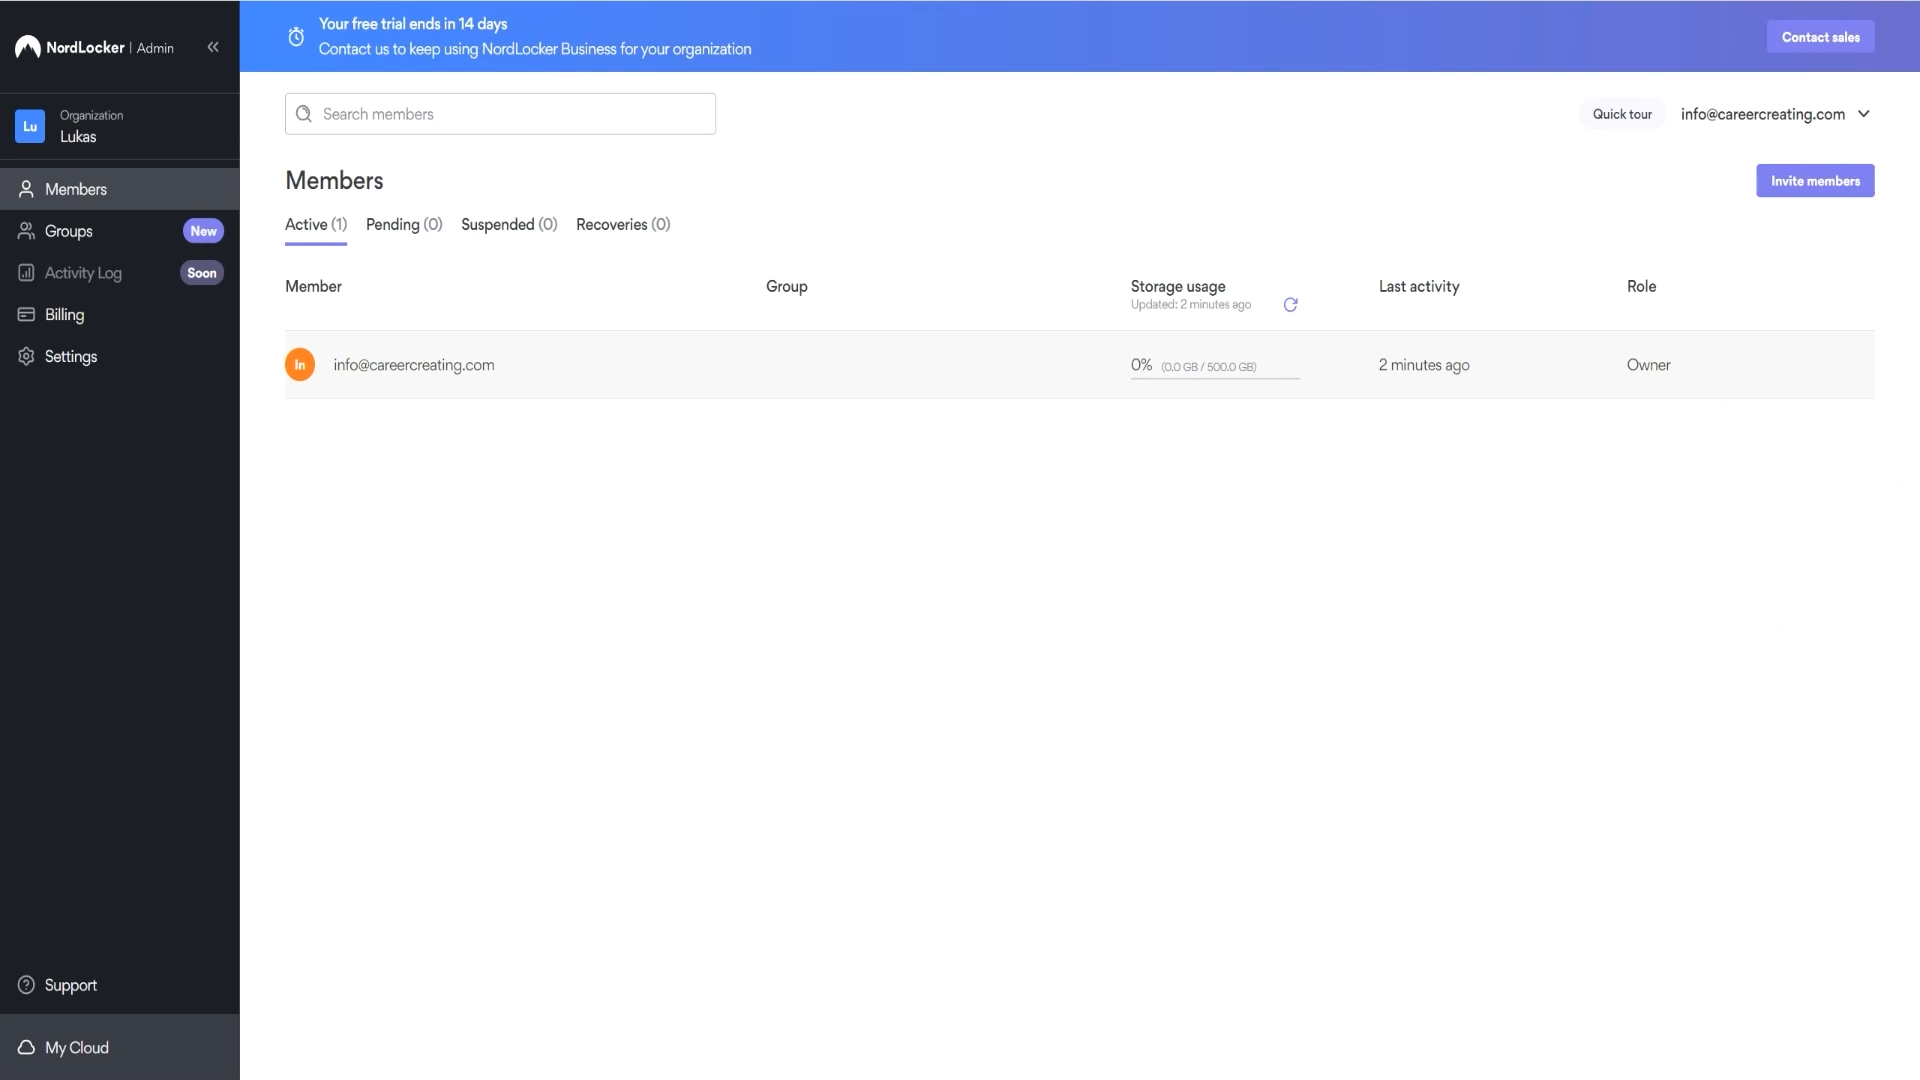 NordLocker | Admin
Your free trial ends in 14 days
Contact us to keep using NordLocker Business for your organization
Contact sales
Lu
Organization
Lukas
Members
Groups
New
Activity Log
Soon
Billing
Settings
Support
My Cloud
Search members
Quick tour
info@careercreating.com
Members
Invite members
Active (1)
Pending (0)
Suspended (0)
Recoveries (0)
Member
Group
Storage usage
Updated: 2 minutes ago
Last activity
Role
In
info@careercreating.com
0% (0.0 GB / 500.0 GB)
2 minutes ago
Owner